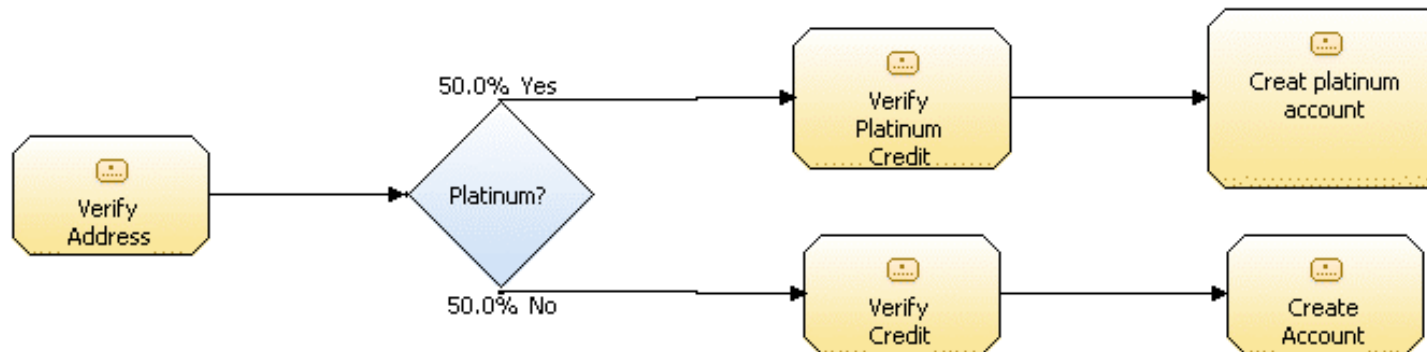 Verify
Address
Platinum?
50.0% Yes
Verify
Platinum
Credit
Creat platinum
account
50.0% No
Verify
Credit
Create
Account